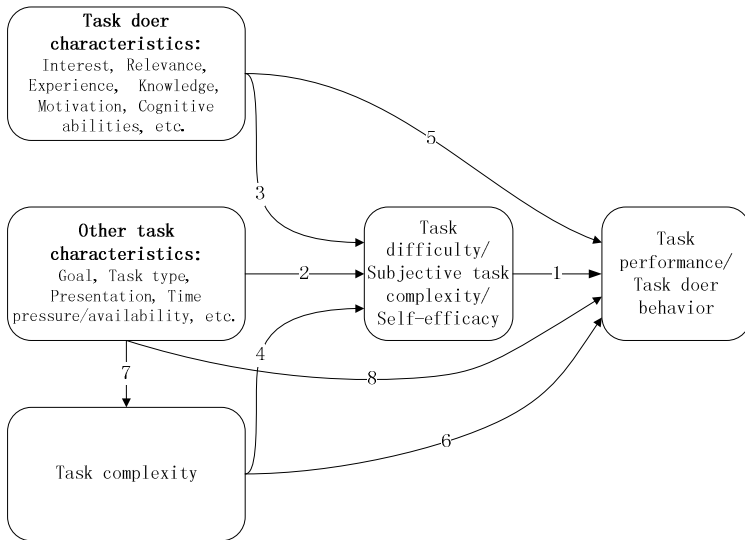 Task doer
characteristics:
Interest, Relevance,
Experience, Knowledge,
Motivation, Cognitive
abilities, etc.
5
3
Other task
characteristics:
Goal, Task type,
Presentation, Time
pressure/availability, etc.
2
Task
difficulty/
Subjective task
complexity/
Self-efficacy
1
Task
performance/
Task doer
behavior
4
7
8
Task complexity
6